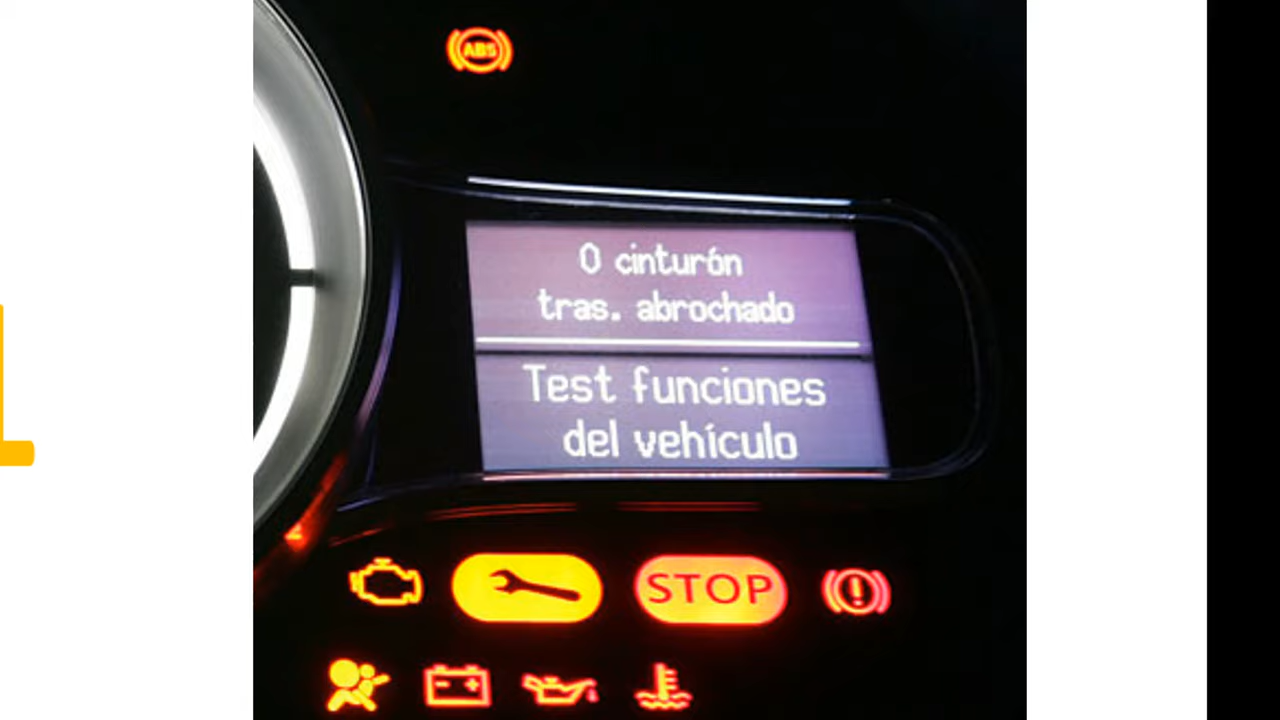 ABS
0 cinturón
tras. abrochado
Test funciones
del vehículo
STOP